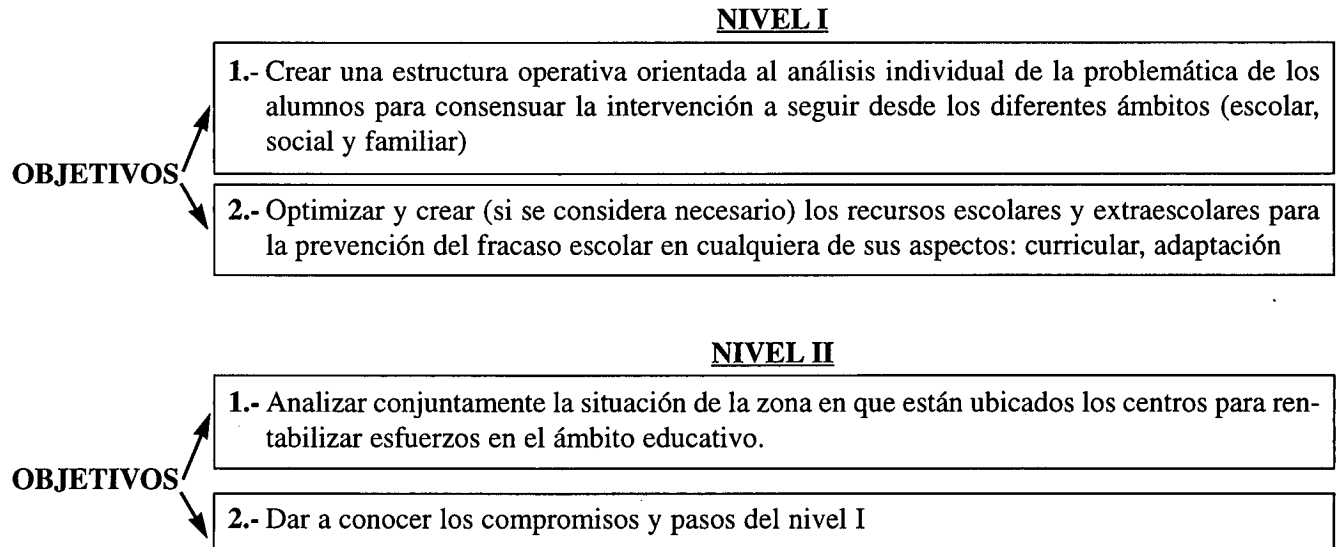 NIVEL I
1.- Crear una estructura operativa orientada al análisis individual de la problemática de los
alumnos para consensuar la intervención a seguir desde los diferentes ámbitos (escolar,
social y familiar)
OBJETIVOS
2.- Optimizar y crear (si se considera necesario) los recursos escolares y extraescolares para
la prevención del fracaso escolar en cualquiera de sus aspectos: curricular, adaptación
NIVEL II
1.- Analizar conjuntamente la situación de la zona en que están ubicados los centros para ren-
tabilizar esfuerzos en el ámbito educativo.
OBJETIVOS
2.- Dar a conocer los compromisos y pasos del nivel I